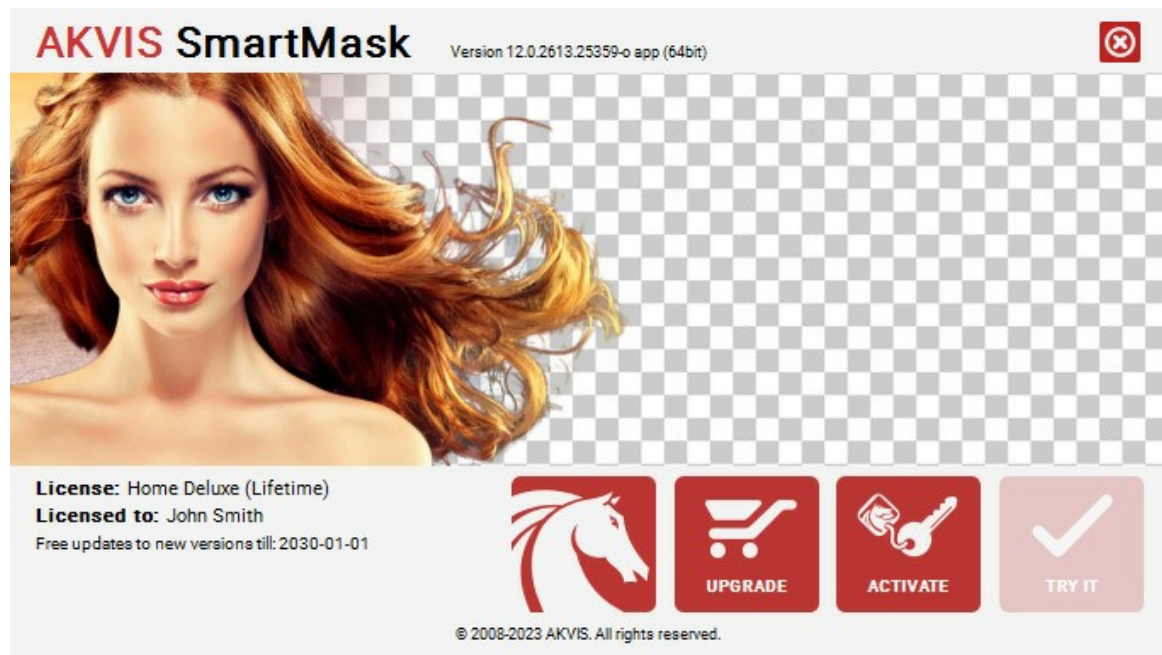 AKVIS SmartMask Version 12.0.2613.25359-o app (64bit)
License: Home Deluxe (Lifetime)
Licensed to: John Smith
Free updates to new versions till: 2030-01-01
UPGRADE
ACTIVATE
TRY IT
© 2008-2023 AKVIS. All rights reserved.